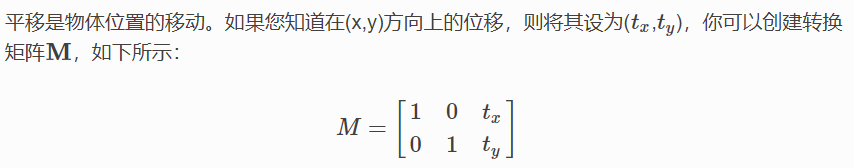 平移是物体位置的移动。如果您知道在(x,y)方向上的位移，则将其设为(tₓ,t_y)，你可以创建转换
矩阵M，如下所示：
M = [1 0 tₓ
0 1 t_y]